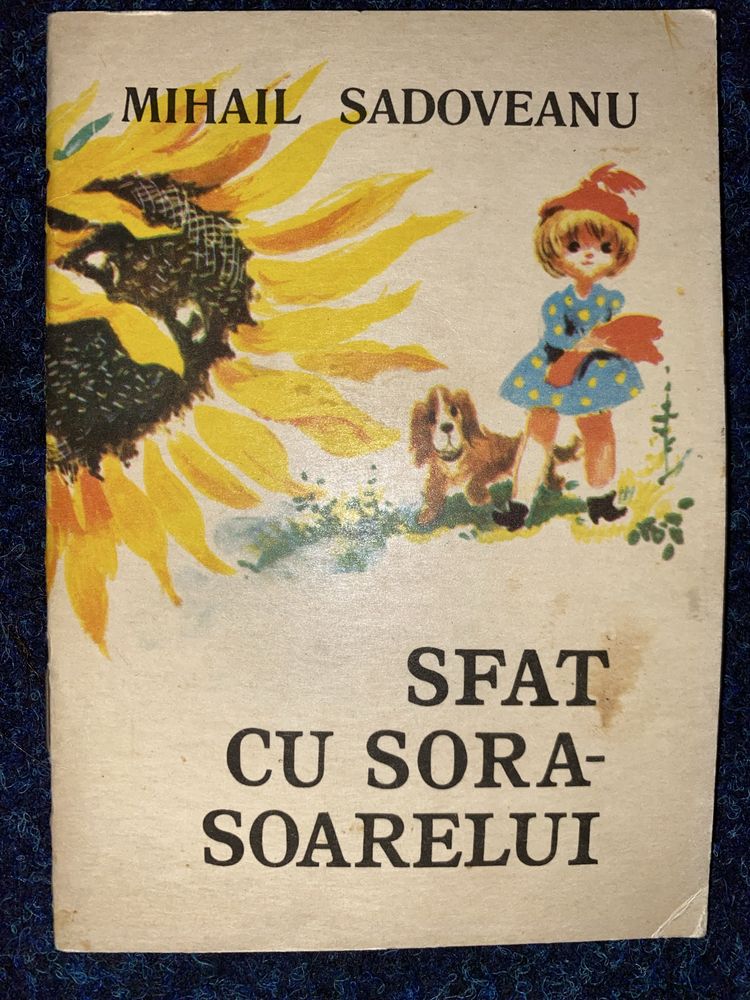 MIHAIL SADOVEANU
SFAT
CU SORA-
SOARELUI